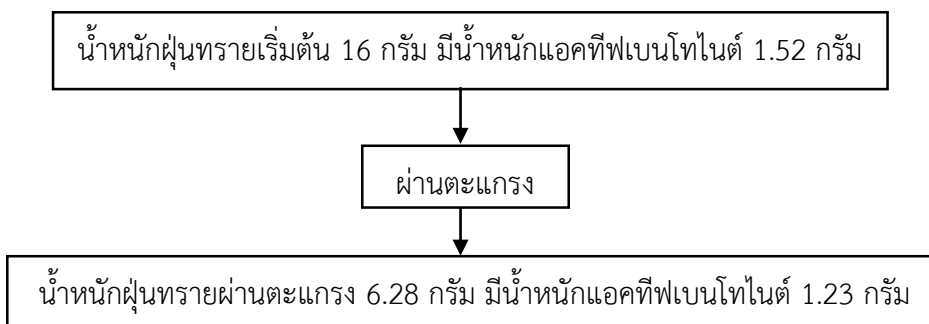 น้ำหนักฝุ่นทรายเริ่มต้น 16 กรัม มีน้ำหนักแอคทีฟเบนโทไนต์ 1.52 กรัม
ผ่านตะแกรง
น้ำหนักฝุ่นทรายผ่านตะแกรง 6.28 กรัม มีน้ำหนักแอคทีฟเบนโทไนต์ 1.23 กรัม